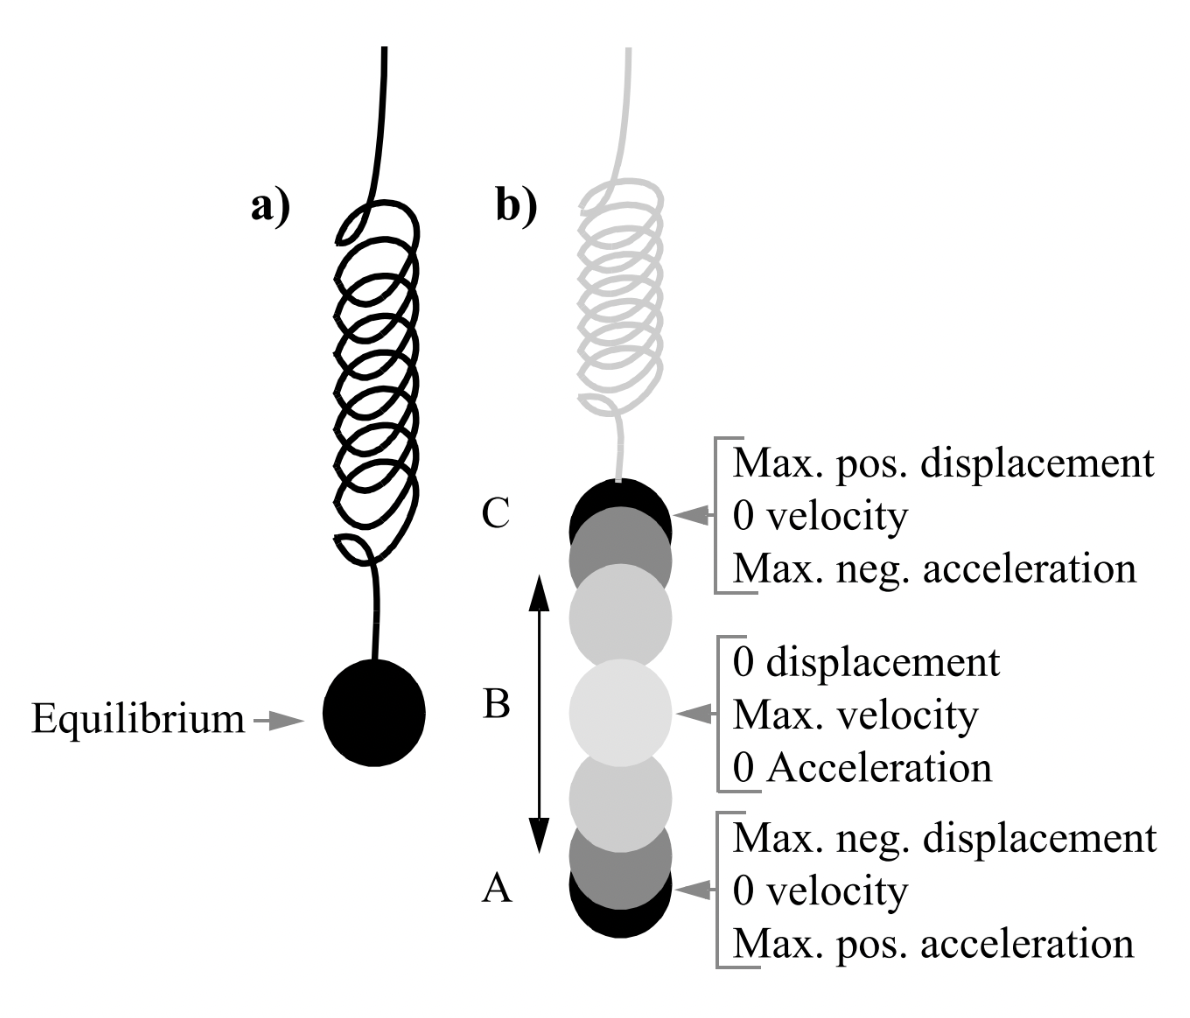 a)
b)
C
Max. pos. displacement
0 velocity
Max. neg. acceleration
Equilibrium
B
0 displacement
Max. velocity
0 Acceleration
A
Max. neg. displacement
0 velocity
Max. pos. acceleration